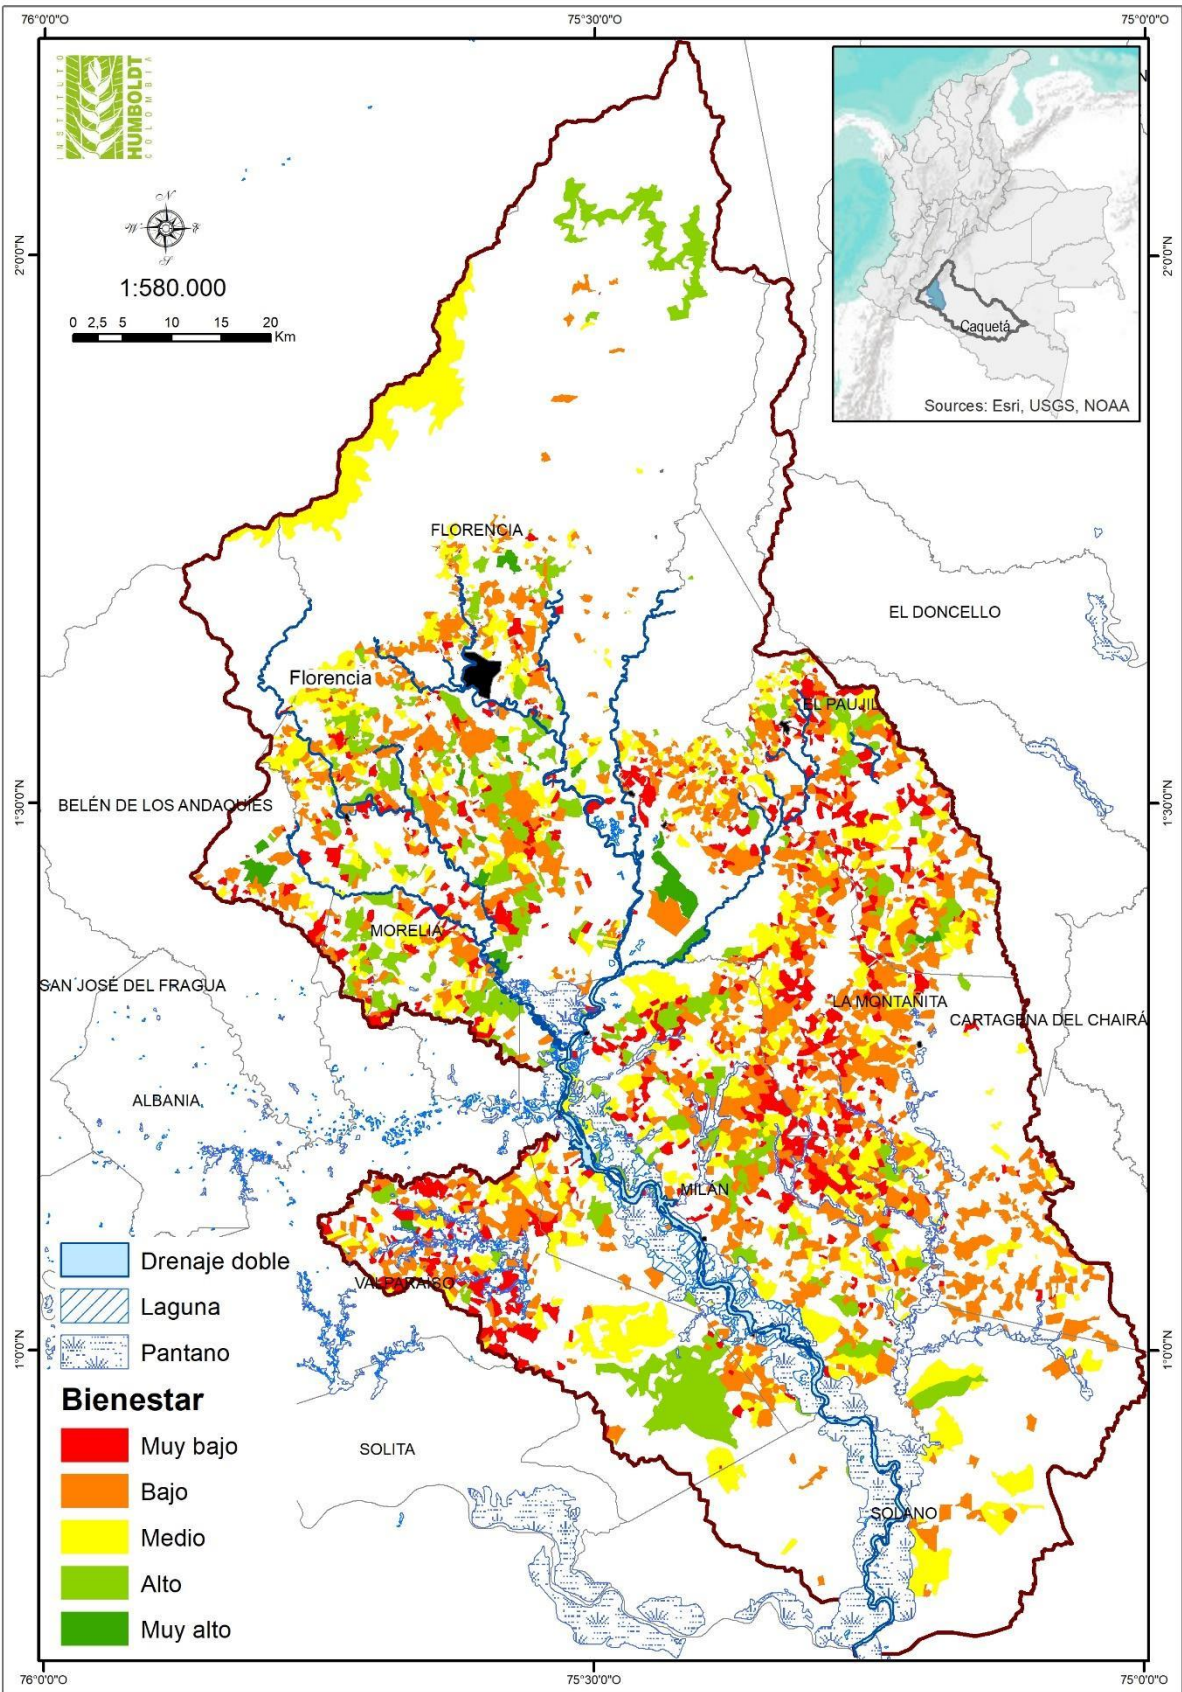 76°0'0"O
75°30'0"O
75°0'0"O
INSTITUTO
HUMBOLDT
COLOMBIA
N
W
E
S
1:580.000
0 2,5 5 10 15 20
Km
Caquetá
Sources: Esri, USGS, NOAA
N
2°0'0"N
2°0'0"N
FLORENCIA
EL DONCELLO
Florencia
EL PAUJIL
BELÉN DE LOS ANDAQUÍES
1°30'0"N
1°30'0"N
MORELIA
SAN JOSÉ DEL FRAGUA
LA MONTAÑITA
CARTAGENA DEL CHAIRÁ
ALBANIA
MILÁN
VALPARAISO
Drenaje doble
Laguna
Pantano
1°0'0"N
1°0'0"N
Bienestar
Muy bajo
Bajo
Medio
Alto
Muy alto
SOLITA
SOLANO
76°0'0"O
75°30'0"O
75°0'0"O